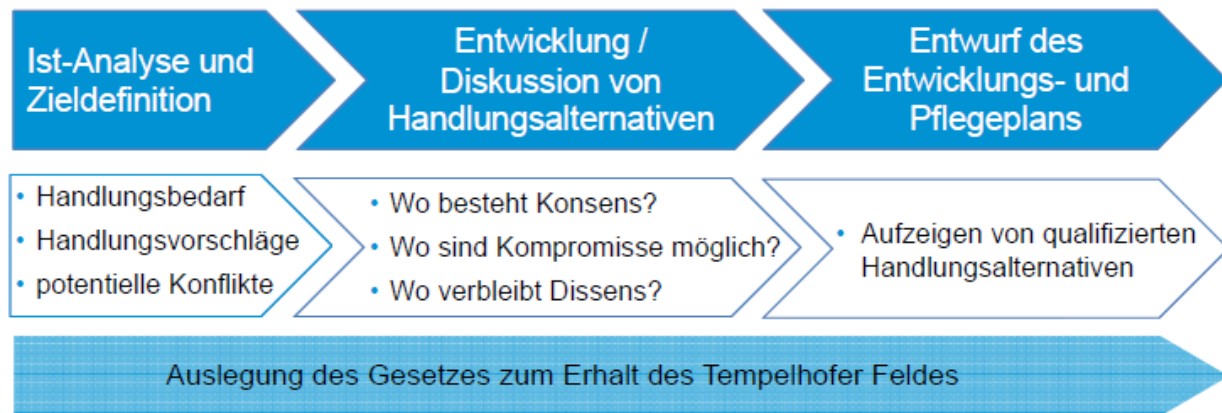 Ist-Analyse und
Zieldefinition
Entwicklung /
Diskussion von
Handlungsalternativen
Entwurf des
Entwicklungs- und
Pflegeplans
• Handlungsbedarf
• Handlungsvorschläge
• potentielle Konflikte
• Wo besteht Konsens?
• Wo sind Kompromisse möglich?
• Wo verbleibt Dissens?
• Aufzeigen von qualifizierten
Handlungsalternativen
Auslegung des Gesetzes zum Erhalt des Tempelhofer Feldes